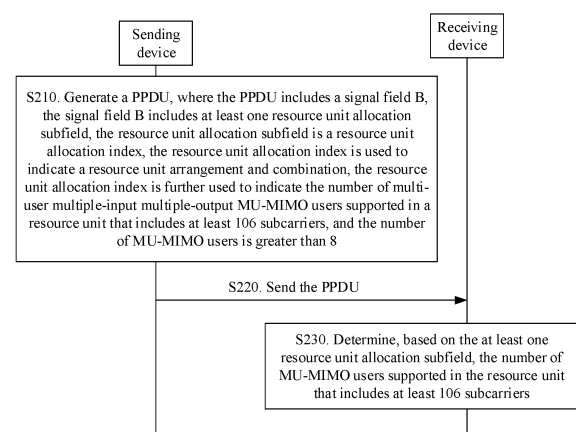 Sending
device
Receiving
device
S210. Generate a PPDU, where the PPDU includes a signal field B,
the signal field B includes at least one resource unit allocation
subfield, the resource unit allocation subfield is a resource unit
allocation index, the resource unit allocation index is used to
indicate a resource unit arrangement and combination, the resource
unit allocation index is further used to indicate the number of multi-
user multiple-input multiple-output MU-MIMO users supported in a
resource unit that includes at least 106 subcarriers, and the number
of MU-MIMO users is greater than 8
S220. Send the PPDU
S230. Determine, based on the at least one
resource unit allocation subfield, the number of
MU-MIMO users supported in the resource unit
that includes at least 106 subcarriers